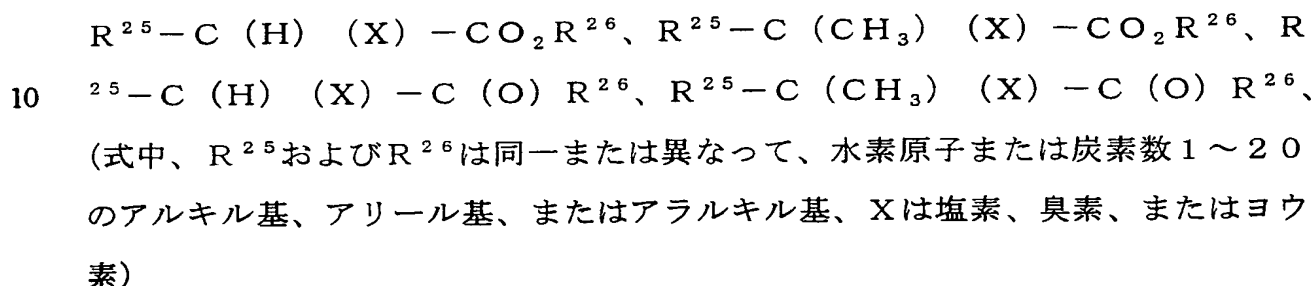 R²⁵－C（H）（X）－CO₂R²⁶、R²⁵－C（CH₃）（X）－CO₂R²⁶、R
10 ²⁵－C（H）（X）－C（O）R²⁶、R²⁵－C（CH₃）（X）－C（O）R²⁶、
(式中、R²⁵およびR²⁶は同一または異なって、水素原子または炭素数1～20
のアルキル基、アリール基、またはアラルキル基、Xは塩素、臭素、またはヨウ
素)